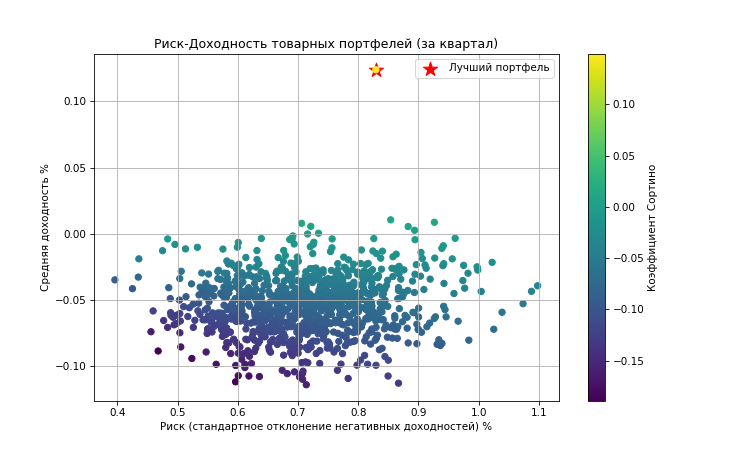 Риск-Доходность товарных портфелей (за квартал)
Лучший портфель
Средняя доходность %
0.10
0.05
0.00
−0.05
−0.10
0.4 0.5 0.6 0.7 0.8 0.9 1.0 1.1
Риск (стандартное отклонение негативных доходностей) %
0.10
0.05
0.00
−0.05
−0.10
−0.15
Коэффициент Сортино